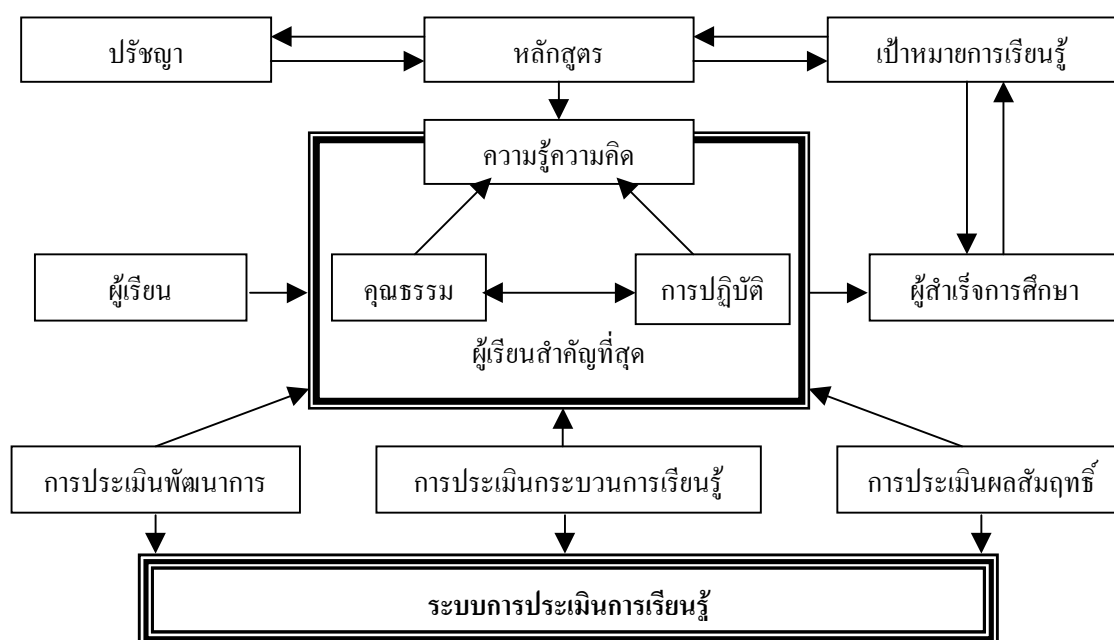 ปรัชญา
หลักสูตร
เป้าหมายการเรียนรู้
ความรู้ความคิด
ผู้เรียน
คุณธรรม
การปฏิบัติ
ผู้สำเร็จการศึกษา
ผู้เรียนสำคัญที่สุด
การประเมินพัฒนาการ
การประเมินกระบวนการเรียนรู้
การประเมินผลสัมฤทธิ์
ระบบการประเมินการเรียนรู้